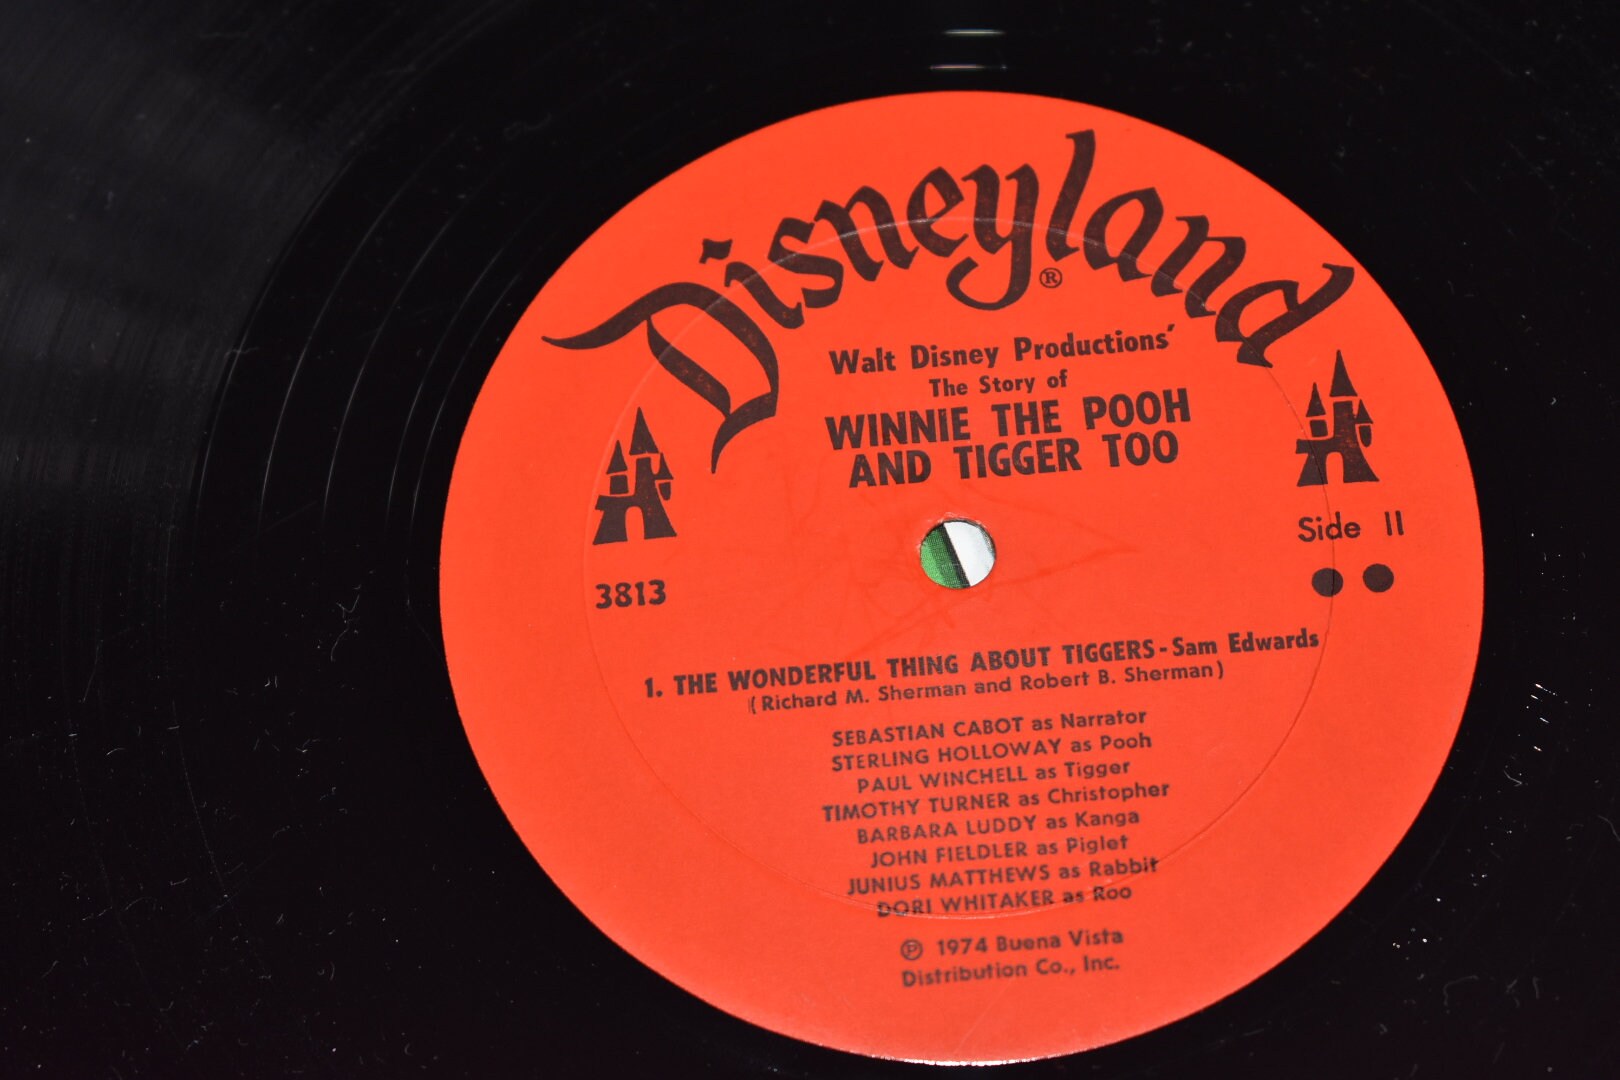 Disneyland®
Walt Disney Productions'
The Story of
WINNIE THE POOH
AND TIGGER TOO
Side II
3813
1. THE WONDERFUL THING ABOUT TIGGERS - Sam Edwards
(Richard M. Sherman and Robert B. Sherman)
SEBASTIAN CABOT as Narrator
STERLING HOLLOWAY as Pooh
PAUL WINCHELL as Tigger
TIMOTHY TURNER as Christopher
BARBARA LUDDY as Kanga
JOHN FIELDLER as Piglet
JUNIUS MATTHEWS as Rabbit
DORI WHITAKER as Roo
℗ 1974 Buena Vista
Distribution Co., Inc.